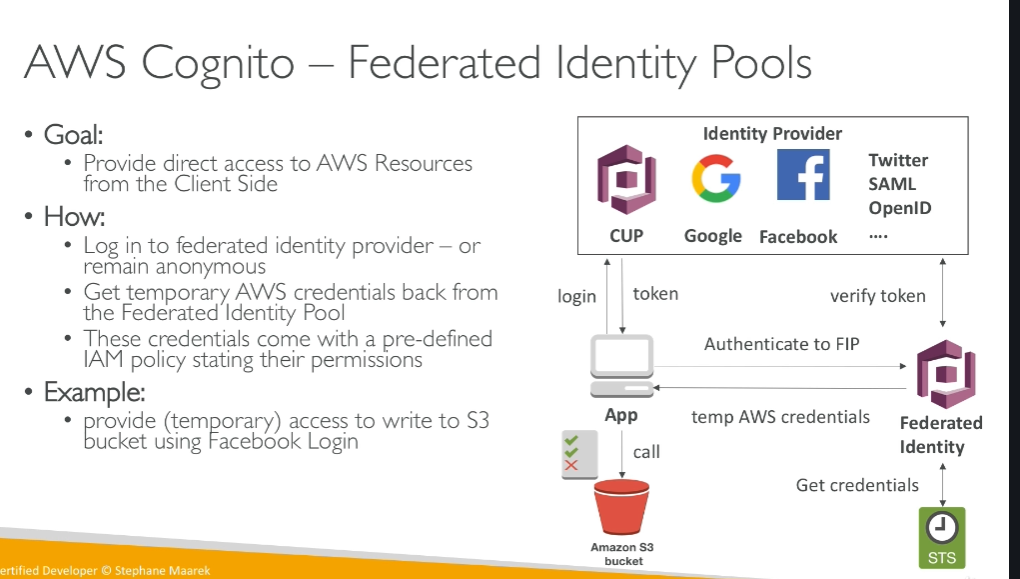 AWS Cognito – Federated Identity Pools
• Goal:
• Provide direct access to AWS Resources
from the Client Side
• How:
• Log in to federated identity provider – or
remain anonymous
• Get temporary AWS credentials back from
the Federated Identity Pool
• These credentials come with a pre-defined
IAM policy stating their permissions
• Example:
• provide (temporary) access to write to S3
bucket using Facebook Login
Identity Provider
CUP
Google
Facebook
Twitter
SAML
OpenID
....
login
token
verify token
Authenticate to FIP
temp AWS credentials
App
Federated
Identity
call
Get credentials
Amazon S3
bucket
STS
ertified Developer © Stephane Maarek